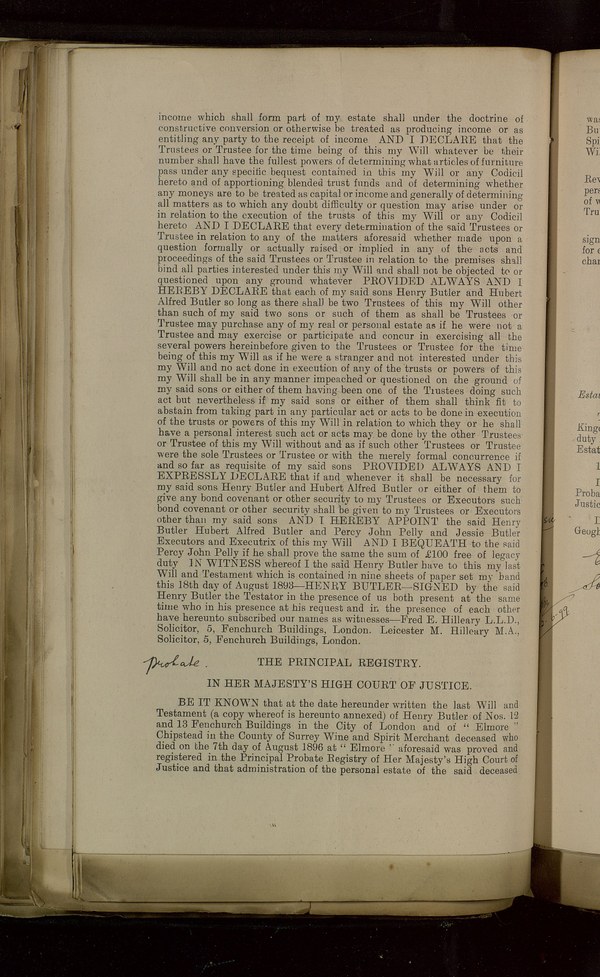 income which shall form part of my estate shall under the doctrine of
constructive conversion or otherwise be treated as producing income or as
entitling any party to the receipt of income AND I DECLARE that the
Trustees or Trustee for the time being of this my Will whatever be their
number shall have the fullest powers of determining what articles of furniture
pass under any specific bequest contained in this my Will or any Codicil
hereto and of apportioning blended trust funds and of determining whether
any moneys are to be treated as capital or income and generally of determining
all matters as to which any doubt difficulty or question may arise under or
in relation to the execution of the trusts of this my Will or any Codicil
hereto AND I DECLARE that every determination of the said Trustees or
Trustee in relation to any of the matters aforesaid whether made upon a
question formally or actually raised or implied in any of the acts and
proceedings of the said Trustees or Trustee in relation to the premises shall
bind all parties interested under this my Will and shall not be objected to or
questioned upon any ground whatever PROVIDED ALWAYS AND I
HEREBY DECLARE that each of my said sons Henry Butler and Hubert
Alfred Butler so long as there shall be two Trustees of this my Will other
than such of my said two sons or such of them as shall be Trustees or
Trustee may purchase any of my real or personal estate as if he were not a
Trustee and may exercise or participate and concur in exercising all the
several powers hereinbefore given to the Trustees or Trustee for the time
being of this my Will as if he were a stranger and not interested under this
my Will and no act done in execution of any of the trusts or powers of this
my Will shall be in any manner impeached or questioned on the ground of
my said sons or either of them having been one of the Trustees doing such
act but nevertheless if my said sons or either of them shall think fit to
abstain from taking part in any particular act or acts to be done in execution
of the trusts or powers of this my Will in relation to which they or he shall
have a personal interest such act or acts may be done by the other Trustees
or Trustee of this my Will without and as if such other Trustees or Trustee
were the sole Trustees or Trustee or with the merely formal concurrence if
and so far as requisite of my said sons PROVIDED ALWAYS AND I
EXPRESSLY DECLARE that if and whenever it shall be necessary for
my said sons Henry Butler and Hubert Alfred Butler or either of them to
give any bond covenant or other security to my Trustees or Executors such
bond covenant or other security shall be given to my Trustees or Executors
other than my said sons AND I HEREBY APPOINT the said Henry
Butler Hubert Alfred Butler and Percy John Pelly and Jessie Butler
Executors and Executrix of this my Will AND I BEQUEATH to the said
Percy John Pelly if he shall prove the same the sum of £100 free of legacy
duty IN WITNESS whereof I the said Henry Butler have to this my last
Will and Testament which is contained in nine sheets of paper set my hand
this 18th day of August 1893—HENRY BUTLER—SIGNED by the said
Henry Butler the Testator in the presence of us both present at the same
time who in his presence at his request and in the presence of each other
have hereunto subscribed our names as witnesses—Fred E. Hilleary L.L.D.,
Solicitor, 5, Fenchurch Buildings, London. Leicester M. Hilleary M.A.,
Solicitor, 5, Fenchurch Buildings, London.
Probate.
THE PRINCIPAL REGISTRY.
IN HER MAJESTY'S HIGH COURT OF JUSTICE.
BE IT KNOWN that at the date hereunder written the last Will and
Testament (a copy whereof is hereunto annexed) of Henry Butler of Nos. 12
and 13 Fenchurch Buildings in the City of London and of " Elmore "
Chipstead in the County of Surrey Wine and Spirit Merchant deceased who
died on the 7th day of August 1896 at " Elmore " aforesaid was proved and
registered in the Principal Probate Registry of Her Majesty's High Court of
Justice and that administration of the personal estate of the said deceased